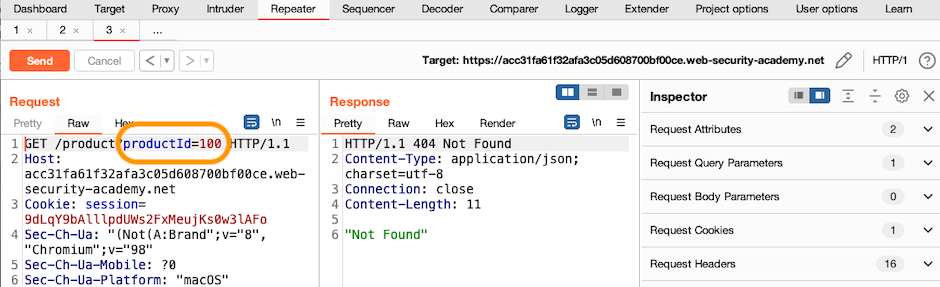 Dashboard Target Proxy Intruder Repeater Sequencer Decoder Comparer Logger Extender Project options User options Learn
1 × 2 × 3 × ...
Send Cancel < > Target: https://acc31fa61f32afa3c05d608700bf00ce.web-security-academy.net HTTP/1 ?
Request
Pretty Raw Hex \n
1 GET /product?productId=100 HTTP/1.1
2 Host:
acc31fa61f32afa3c05d608700bf00ce.web-
security-academy.net
3 Cookie: session=
9dLqY9bAlllpdUWs2FxMeujKs0w3lAFo
4 Sec-Ch-Ua: "(Not(A:Brand";v="8",
"Chromium";v="98"
5 Sec-Ch-Ua-Mobile: ?0
6 Sec-Ch-Ua-Platform: "macOS"
Response
Pretty Raw Hex Render \n
1 HTTP/1.1 404 Not Found
2 Content-Type: application/json;
charset=utf-8
3 Connection: close
4 Content-Length: 11
5
6 "Not Found"
Inspector
Request Attributes 2
Request Query Parameters 1
Request Body Parameters 0
Request Cookies 1
Request Headers 16